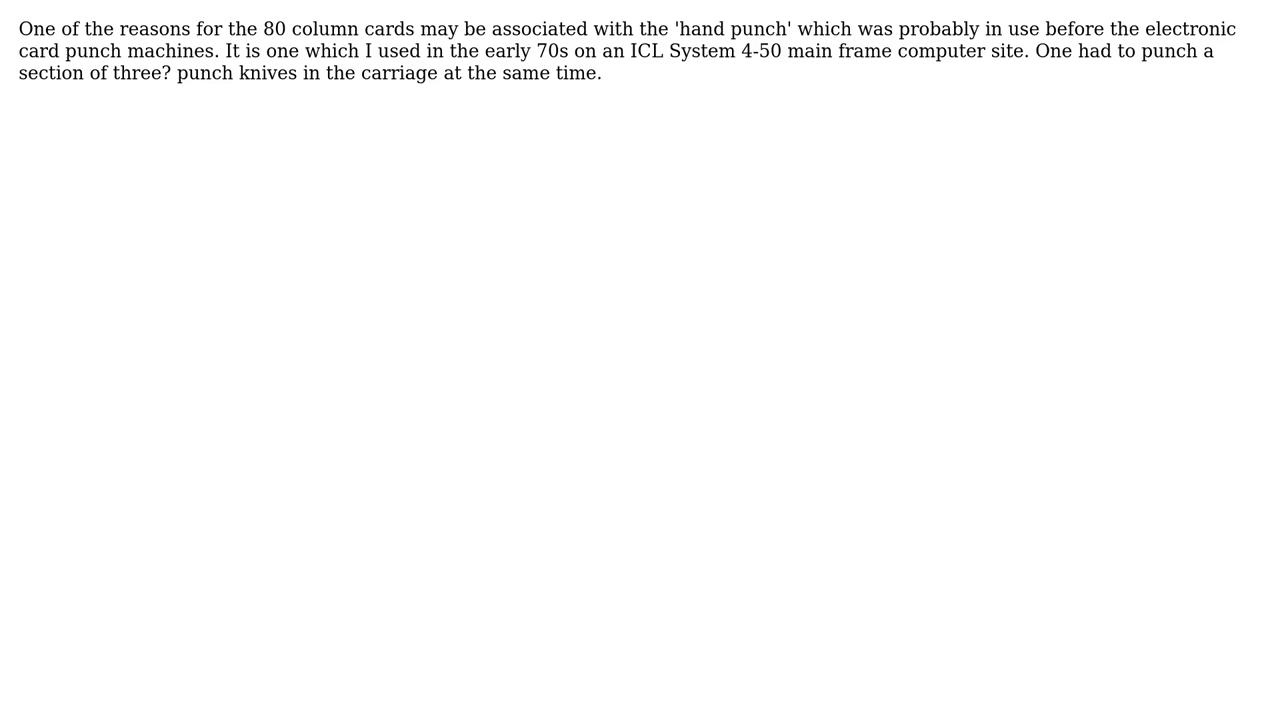 One of the reasons for the 80 column cards may be associated with the 'hand punch' which was probably in use before the electronic
card punch machines. It is one which I used in the early 70s on an ICL System 4-50 main frame computer site. One had to punch a
section of three? punch knives in the carriage at the same time.